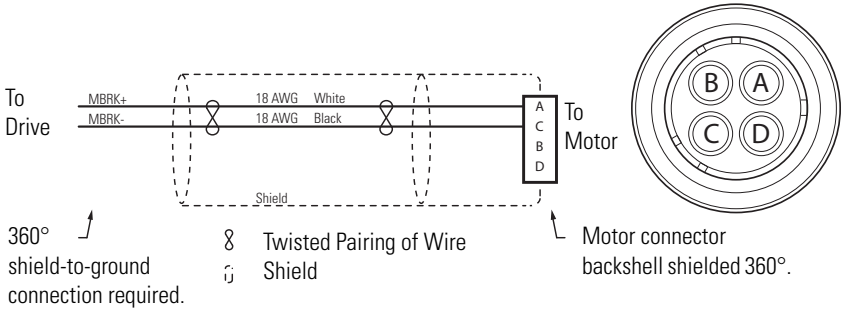 To
Drive
MBRK+ 18 AWG White
MBRK- 18 AWG Black
Shield
A
C
B
D
To
Motor
B A
C D
360°
shield-to-ground
connection required.
Twisted Pairing of Wire
Shield
Motor connector
backshell shielded 360°.